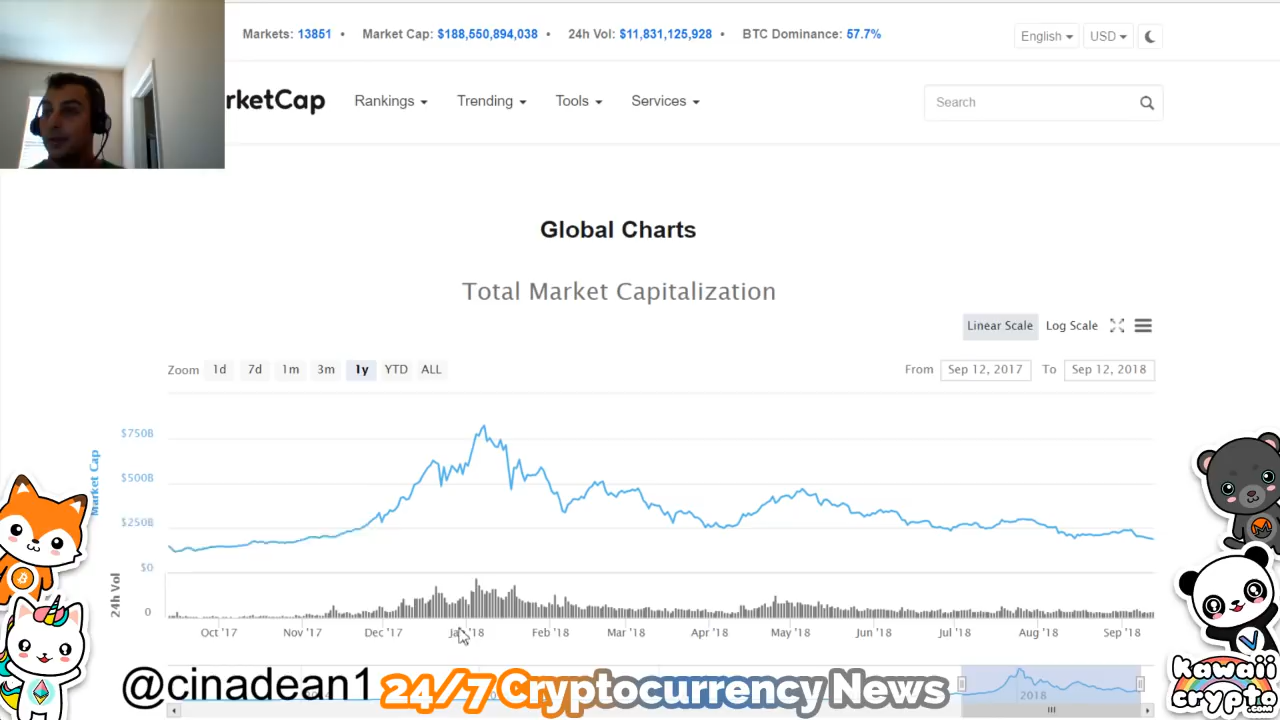 Markets: 13851 • Market Cap: $188,550,894,038 • 24h Vol: $11,831,125,928 • BTC Dominance: 57.7%
English USD
rketCap Rankings Trending Tools Services
Search
Global Charts
Total Market Capitalization
Linear Scale Log Scale
Zoom 1d 7d 1m 3m 1y YTD ALL From Sep 12, 2017 To Sep 12, 2018
Market Cap
$750B
$500B
$250B
$0
24h Vol
0
Oct '17 Nov '17 Dec '17 Jan '18 Feb '18 Mar '18 Apr '18 May '18 Jun '18 Jul '18 Aug '18 Sep '18
2018
@cinadean1
24/7 Cryptocurrency News
kawaii
crypto
.com